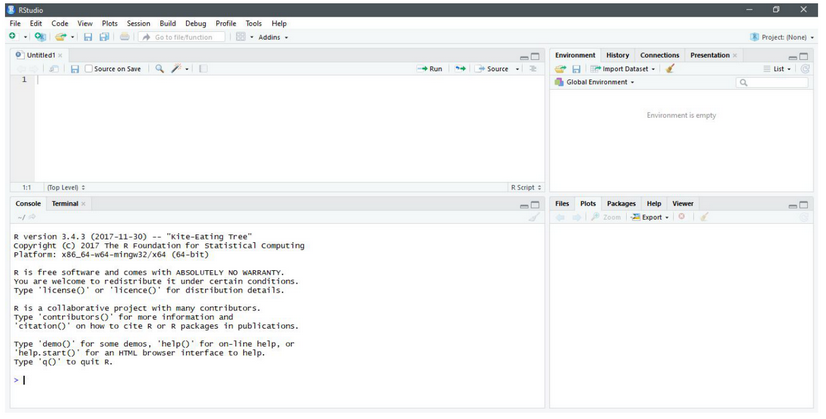 RStudio
File Edit Code View Plots Session Build Debug Profile Tools Help
Go to file/function Addins Project: (None)
Untitled1
Source on Save Run Source
1
1:1 (Top Level) R Script
Console Terminal
~/
R version 3.4.3 (2017-11-30) -- "Kite-Eating Tree"
Copyright (C) 2017 The R Foundation for Statistical Computing
Platform: x86_64-w64-mingw32/x64 (64-bit)
R is free software and comes with ABSOLUTELY NO WARRANTY.
You are welcome to redistribute it under certain conditions.
Type 'license()' or 'licence()' for distribution details.
R is a collaborative project with many contributors.
Type 'contributors()' for more information and
'citation()' on how to cite R or R packages in publications.
Type 'demo()' for some demos, 'help()' for on-line help, or
'help.start()' for an HTML browser interface to help.
Type 'q()' to quit R.
>
Environment History Connections Presentation
Import Dataset List
Global Environment
Environment is empty
Files Plots Packages Help Viewer
Zoom Export